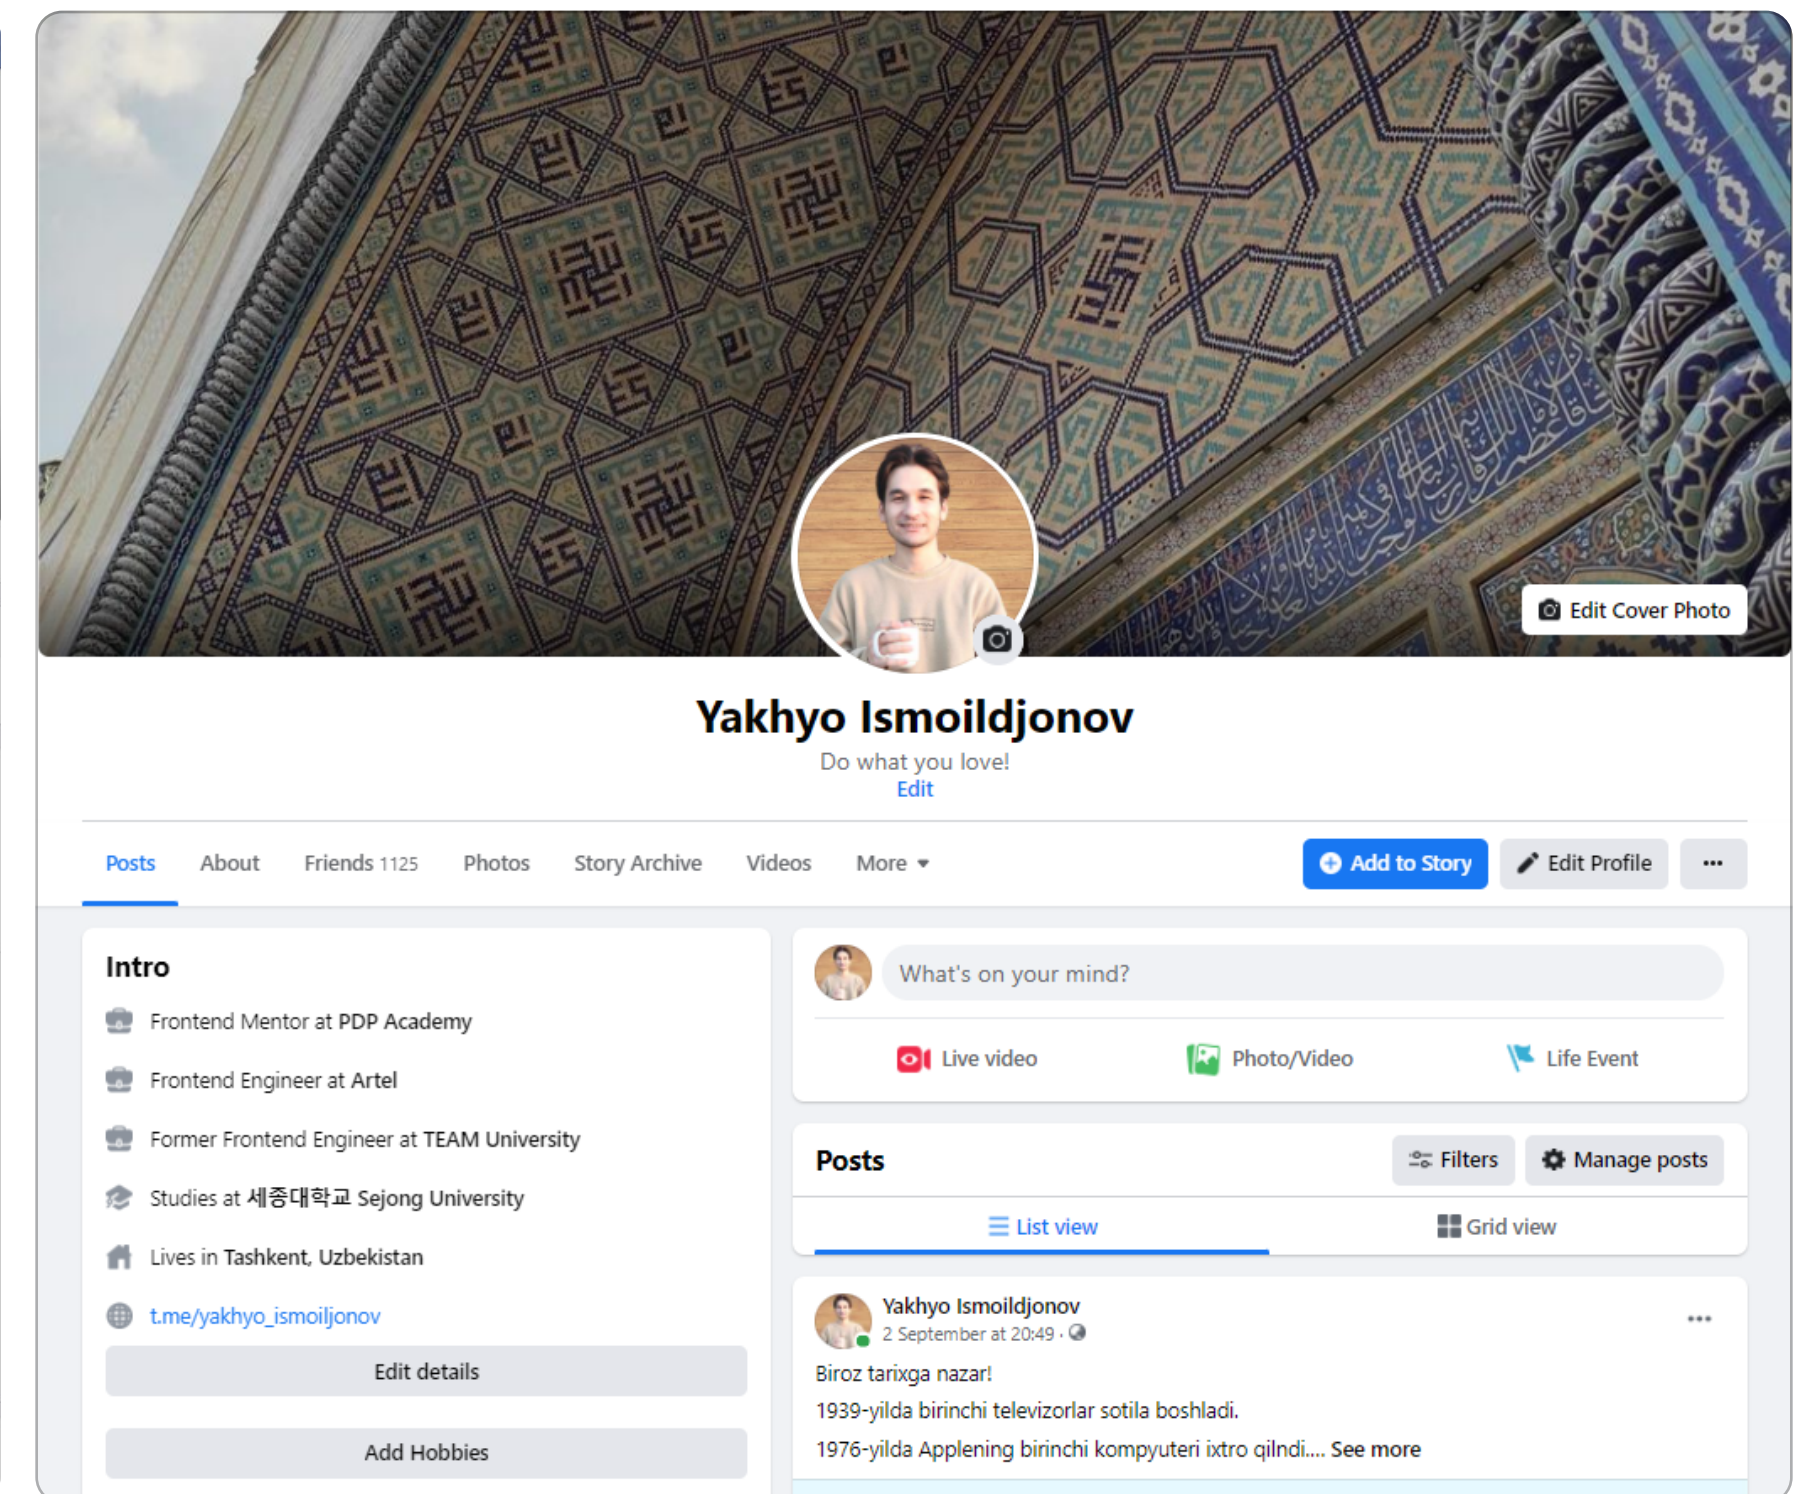 Edit Cover Photo
Yakhyo Ismoildjonov
Do what you love!
Edit
Posts About Friends 1125 Photos Story Archive Videos More
Add to Story Edit Profile
Intro
Frontend Mentor at PDP Academy
Frontend Engineer at Artel
Former Frontend Engineer at TEAM University
Studies at 세종대학교 Sejong University
Lives in Tashkent, Uzbekistan
t.me/yakhyo_ismoiljonov
Edit details
Add Hobbies
What's on your mind?
Live video Photo/Video Life Event
Posts
Filters Manage posts
List view Grid view
Yakhyo Ismoildjonov
2 September at 20:49 ·
Biroz tarixga nazar!
1939-yilda birinchi televizorlar sotila boshladi.
1976-yilda Applening birinchi kompyuteri ixtro qilndi.... See more